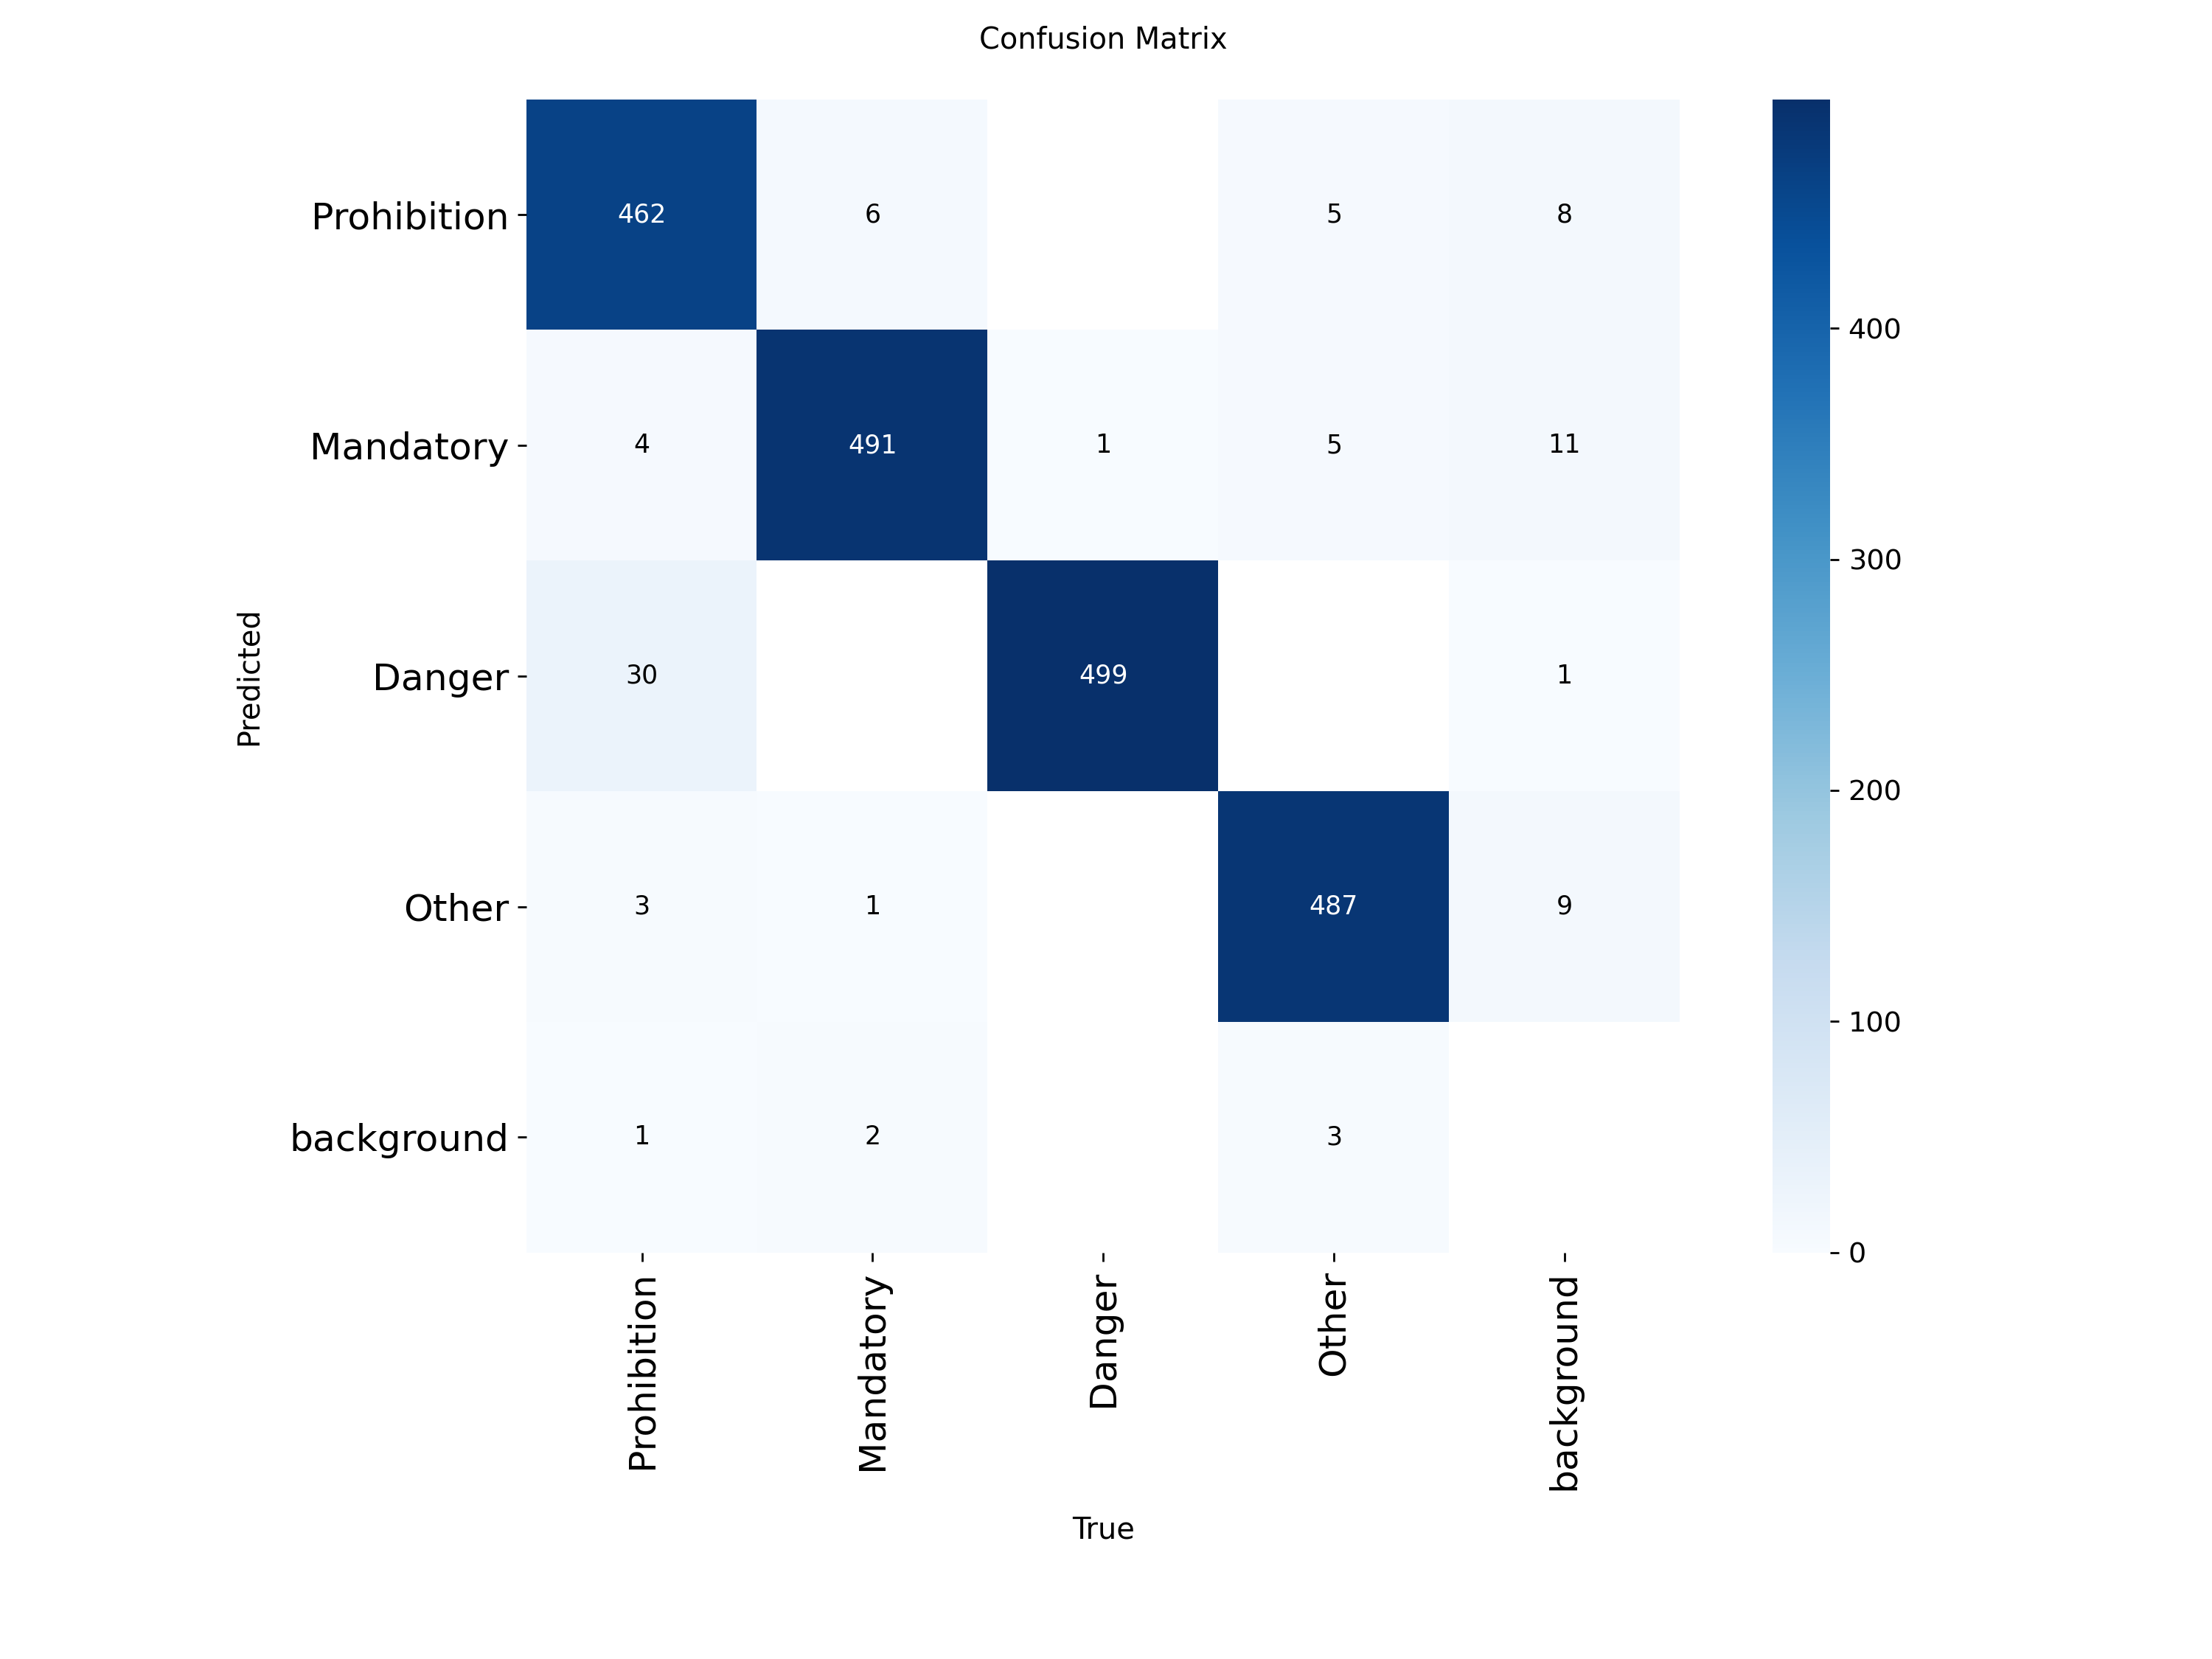 Confusion Matrix
Prohibition 462 6 5 8
400
Mandatory 4 491 1 5 11
300
Predicted
Danger 30 499 1
200
Other 3 1 487 9
100
background 1 2 3
0
Prohibition
Mandatory
Danger
Other
background
True